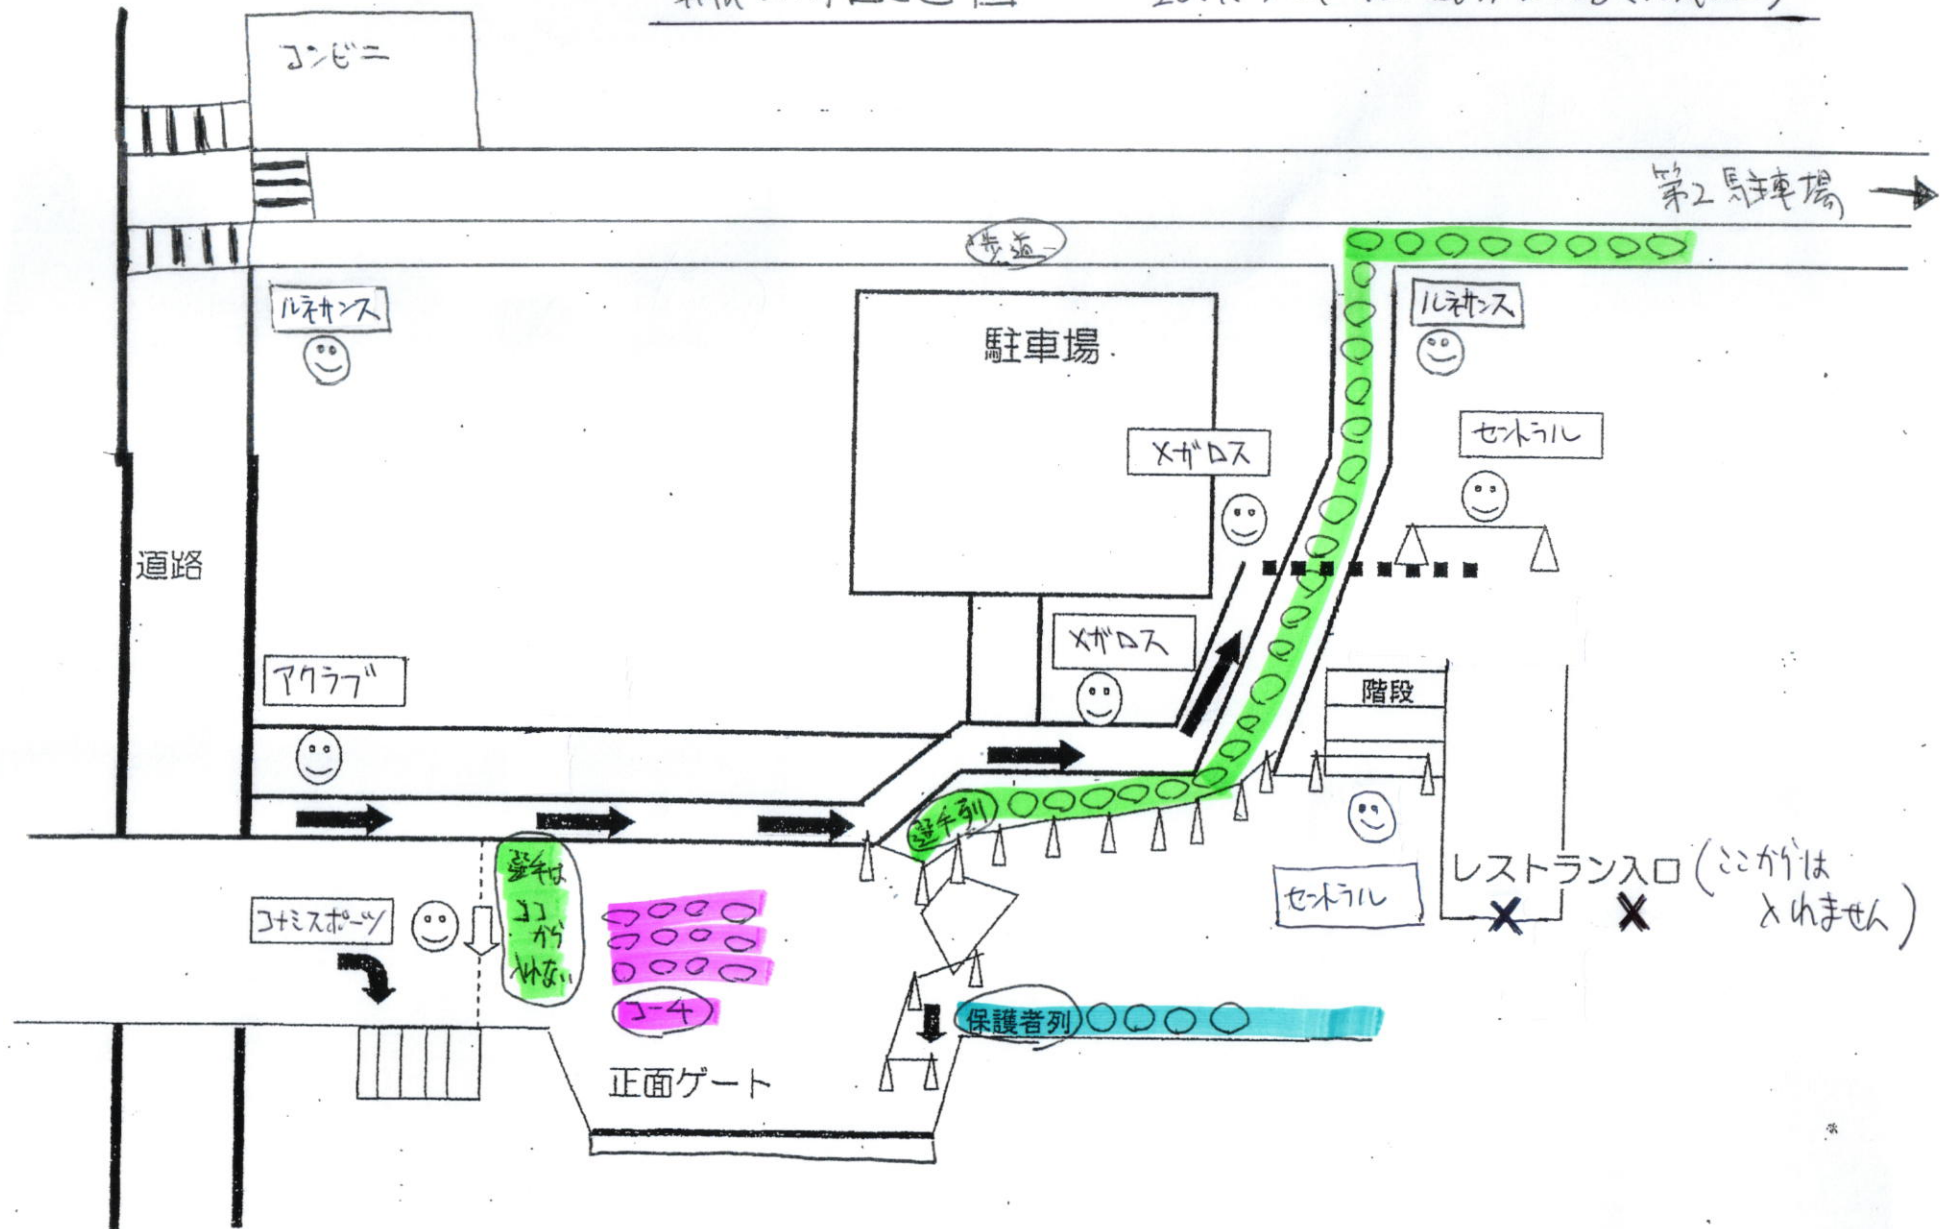 コンビニ
第2駐車場
歩道
ルネサンス
ルネサンス
駐車場
メガロス
セントラル
道路
メガロス
アクラブ
階段
選手列
選手は
ココ
から
入れない
コナミスポーツ
セントラル
レストラン入口(ここからは
入れません)
コーチ
保護者列
正面ゲート